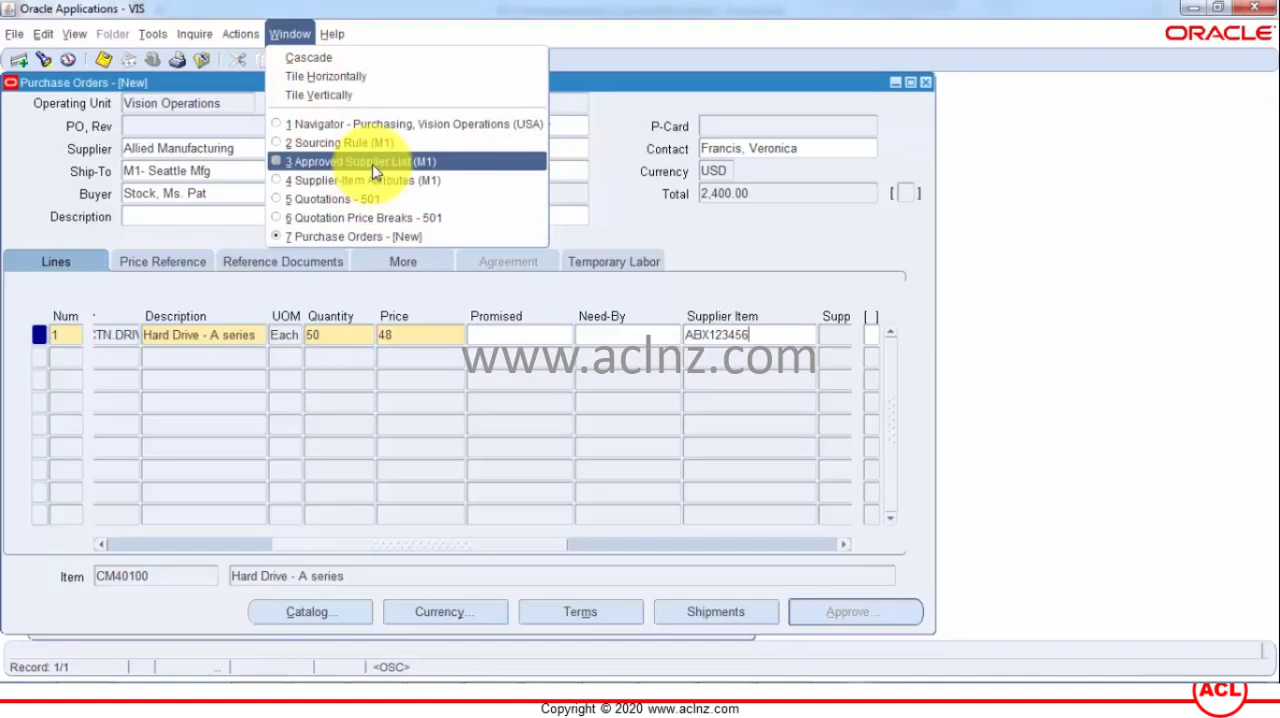 Oracle Applications - VIS
File Edit View Folder Tools Inquire Actions Window Help
ORACLE
Cascade
Tile Horizontally
Tile Vertically
1 Navigator - Purchasing, Vision Operations (USA)
2 Sourcing Rule (M1)
3 Approved Supplier List (M1)
4 Supplier-Item Attributes (M1)
5 Quotations - 501
6 Quotation Price Breaks - 501
7 Purchase Orders - [New]
Purchase Orders - [New]
Operating Unit Vision Operations
PO, Rev P-Card
Supplier Allied Manufacturing Contact Francis, Veronica
Ship-To M1- Seattle Mfg Currency USD
Buyer Stock, Ms. Pat Total 2,400.00 [ ]
Description
Lines Price Reference Reference Documents More Agreement Temporary Labor
Num Description UOM Quantity Price Promised Need-By Supplier Item Supp [ ]
1 CTN.DRIV Hard Drive - A series Each 50 48 ABX123456
www.aclnz.com
Item CM40100 Hard Drive - A series
Catalog... Currency... Terms Shipments Approve...
Record: 1/1 ... <OSC>
ACL
Copyright © 2020 www.aclnz.com